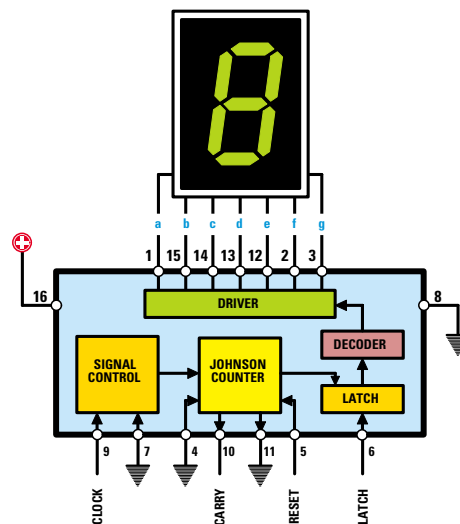 a b c d e f g
1 15 14 13 12 2 3
16 8
DRIVER
DECODER
SIGNAL
CONTROL
JOHNSON
COUNTER
LATCH
9 7 4 10 11 5 6
CLOCK CARRY RESET LATCH